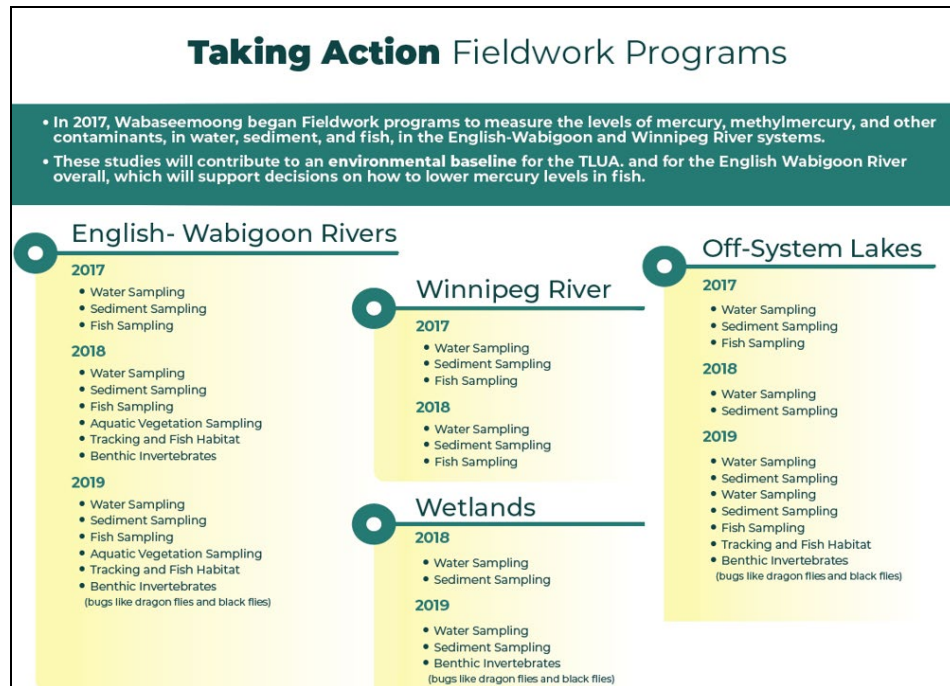 Taking Action Fieldwork Programs
• In 2017, Wabaseemoong began Fieldwork programs to measure the levels of mercury, methylmercury, and other
contaminants, in water, sediment, and fish, in the English-Wabigoon and Winnipeg River systems.
• These studies will contribute to an environmental baseline for the TLUA. and for the English Wabigoon River
overall, which will support decisions on how to lower mercury levels in fish.
English- Wabigoon Rivers
2017
• Water Sampling
• Sediment Sampling
• Fish Sampling
2018
• Water Sampling
• Sediment Sampling
• Fish Sampling
• Aquatic Vegetation Sampling
• Tracking and Fish Habitat
• Benthic Invertebrates
2019
• Water Sampling
• Sediment Sampling
• Fish Sampling
• Aquatic Vegetation Sampling
• Tracking and Fish Habitat
• Benthic Invertebrates
(bugs like dragon flies and black flies)
Winnipeg River
2017
• Water Sampling
• Sediment Sampling
• Fish Sampling
2018
• Water Sampling
• Sediment Sampling
• Fish Sampling
Wetlands
2018
• Water Sampling
• Sediment Sampling
2019
• Water Sampling
• Sediment Sampling
• Benthic Invertebrates
(bugs like dragon flies and black flies)
Off-System Lakes
2017
• Water Sampling
• Sediment Sampling
• Fish Sampling
2018
• Water Sampling
• Sediment Sampling
2019
• Water Sampling
• Sediment Sampling
• Water Sampling
• Sediment Sampling
• Fish Sampling
• Tracking and Fish Habitat
• Benthic Invertebrates
(bugs like dragon flies and black flies)